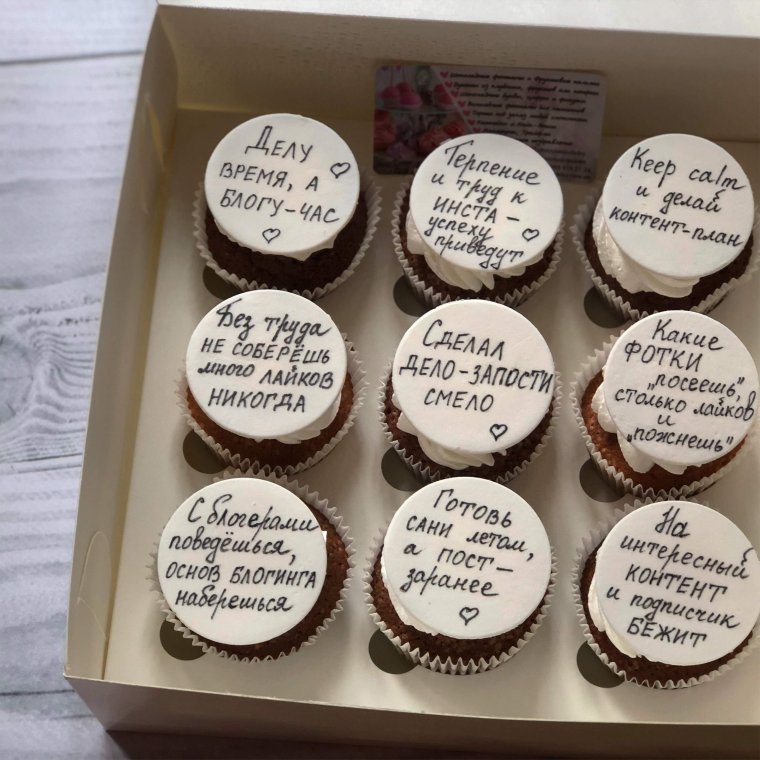 Делу
время, а
блогу-час
Терпение
и труд к
инста-
успеху
приведут
Keep calm
и делай
контент-план
Без труда
не соберёшь
много лайков
никогда
Сделал
дело-запости
смело
Какие
фотки
„посеешь",
столько лайков
и
„пожнешь"
С блогерами
поведёшься,
основ блогинга
наберешься
Готовь
сани летом,
а пост-
заранее
На
интересный
контент
и подписчик
бежит